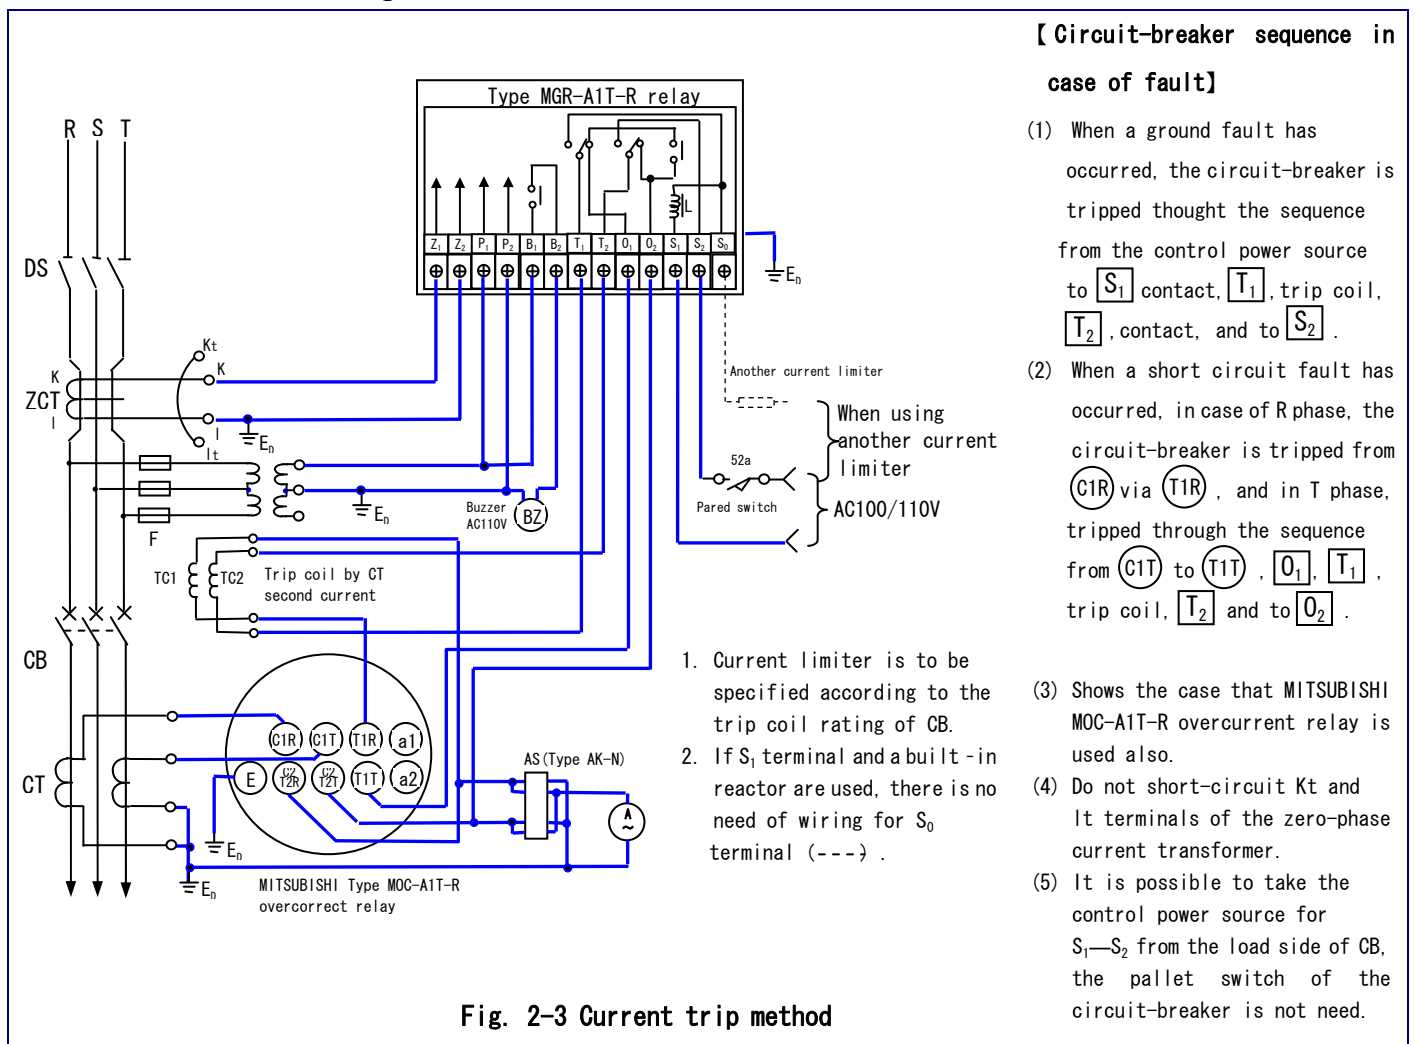 Type MGR-A1T-R relay
Z₁ Z₂ P₁ P₂ B₁ B₂ T₁ T₂ O₁ O₂ S₁ S₂ S₀
L
Eₙ
R S T
DS
Kt
K
K
ZCT
l
l
lt
Eₙ
F
Eₙ
Buzzer
AC110V
BZ
Another current limiter
When using
another current
limiter
52a
Pared switch
AC100/110V
TC1
TC2
Trip coil by CT
second current
CB
CT
C1R C1T T1R a1
E C2 T2R C2 T2T T1T a2
Eₙ
Eₙ
AS(Type AK-N)
A
~
MITSUBISHI Type MOC-A1T-R
overcorrect relay
1. Current limiter is to be
specified according to the
trip coil rating of CB.
2. If S₁ terminal and a built-in
reactor are used, there is no
need of wiring for S₀
terminal (---) .
【Circuit-breaker sequence in
case of fault】
(1) When a ground fault has
occurred, the circuit-breaker is
tripped thought the sequence
from the control power source
to S₁ contact, T₁, trip coil,
T₂, contact, and to S₂ .
(2) When a short circuit fault has
occurred, in case of R phase, the
circuit-breaker is tripped from
C1R via T1R , and in T phase,
tripped through the sequence
from C1T to T1T , O₁, T₁ ,
trip coil, T₂ and to O₂ .
(3) Shows the case that MITSUBISHI
MOC-A1T-R overcurrent relay is
used also.
(4) Do not short-circuit Kt and
lt terminals of the zero-phase
current transformer.
(5) It is possible to take the
control power source for
S₁—S₂ from the load side of CB,
the pallet switch of the
circuit-breaker is not need.
Fig. 2-3 Current trip method